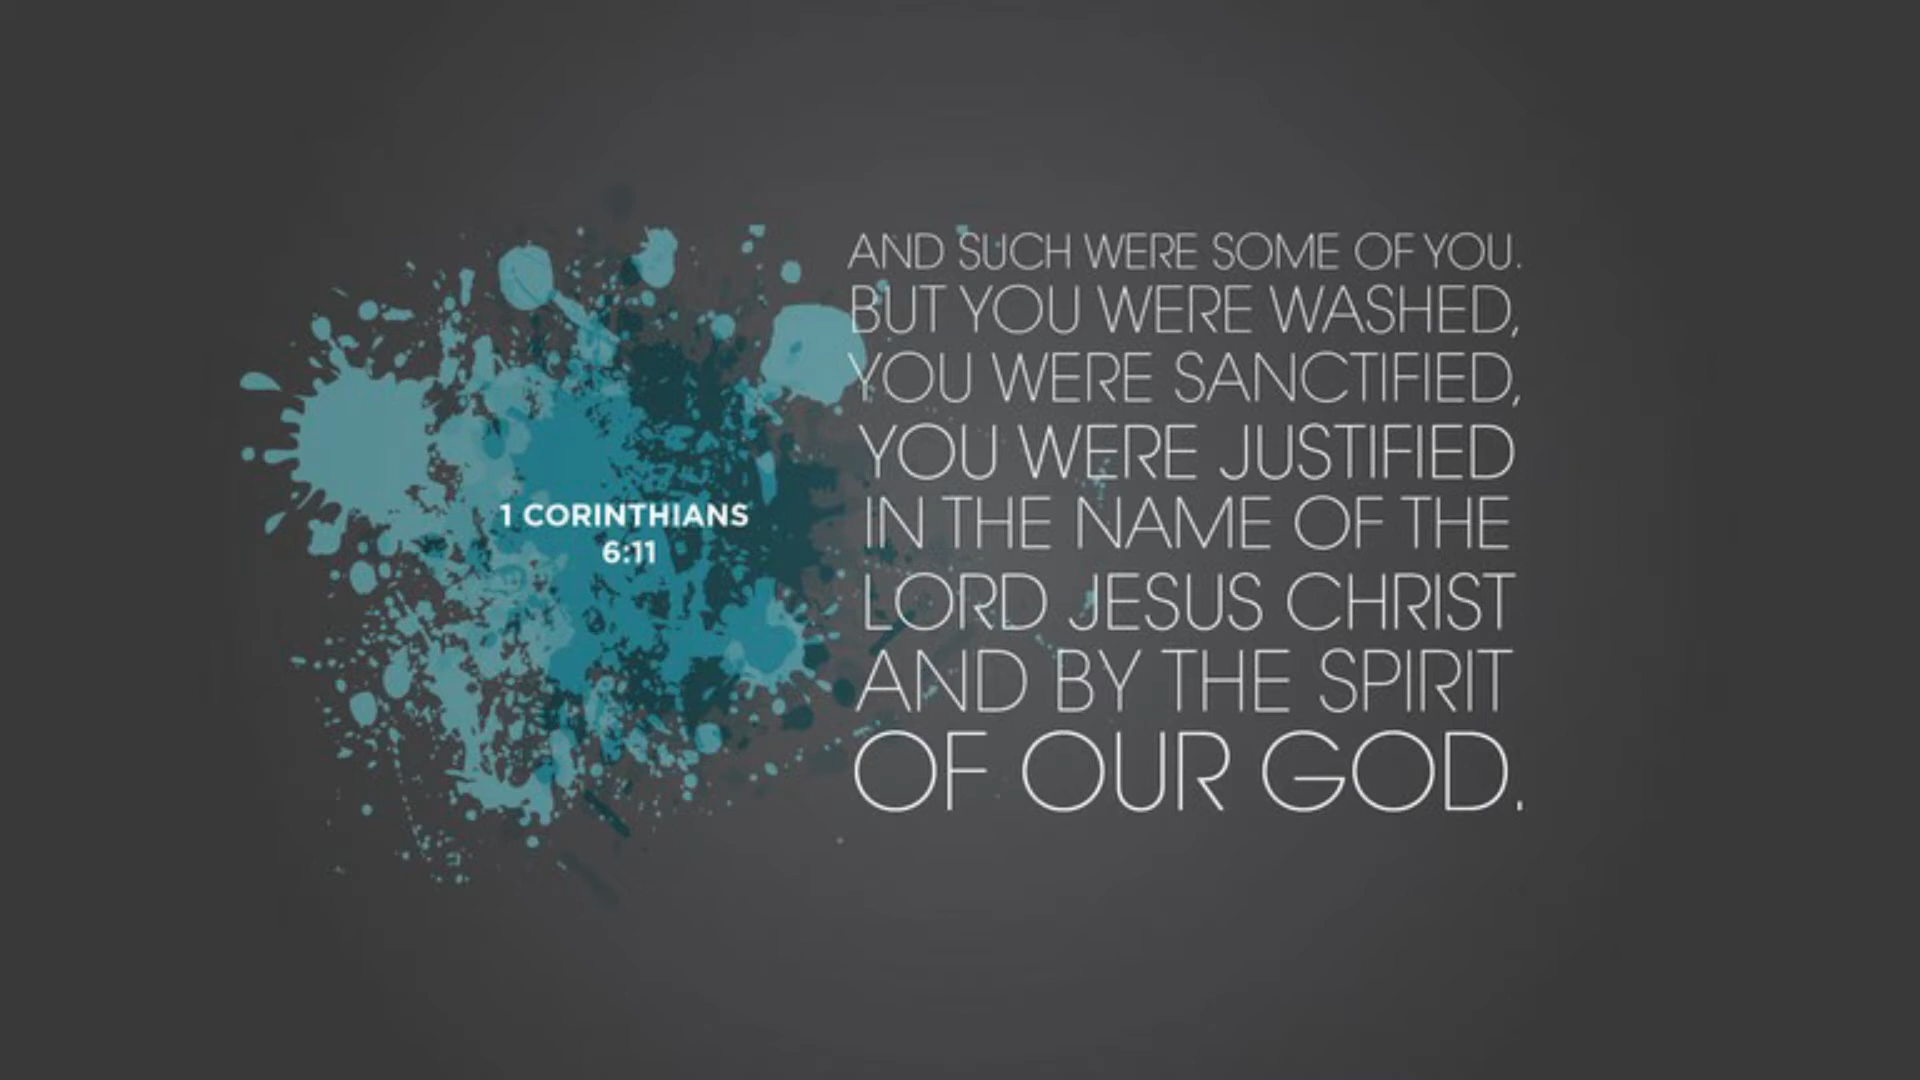 1 CORINTHIANS
6:11
AND SUCH WERE SOME OF YOU.
BUT YOU WERE WASHED,
YOU WERE SANCTIFIED,
YOU WERE JUSTIFIED
IN THE NAME OF THE
LORD JESUS CHRIST
AND BY THE SPIRIT
OF OUR GOD.